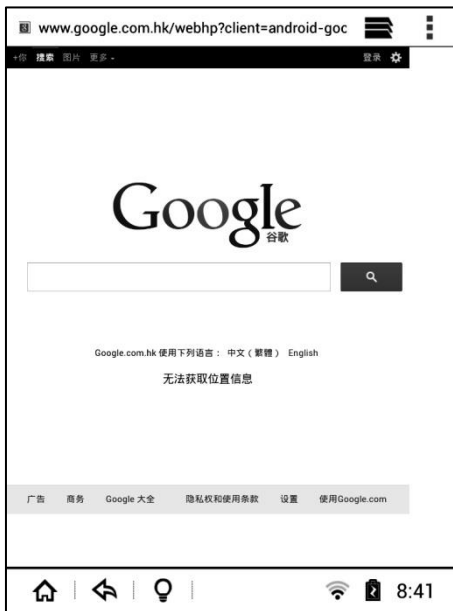 www.google.com.hk/webhp?client=android-goc
+你 搜索 图片 更多
登录
Google
谷歌
Google.com.hk 使用下列语言： 中文（繁體） English
无法获取位置信息
广告 商务 Google 大全 隐私权和使用条款 设置 使用Google.com
8:41